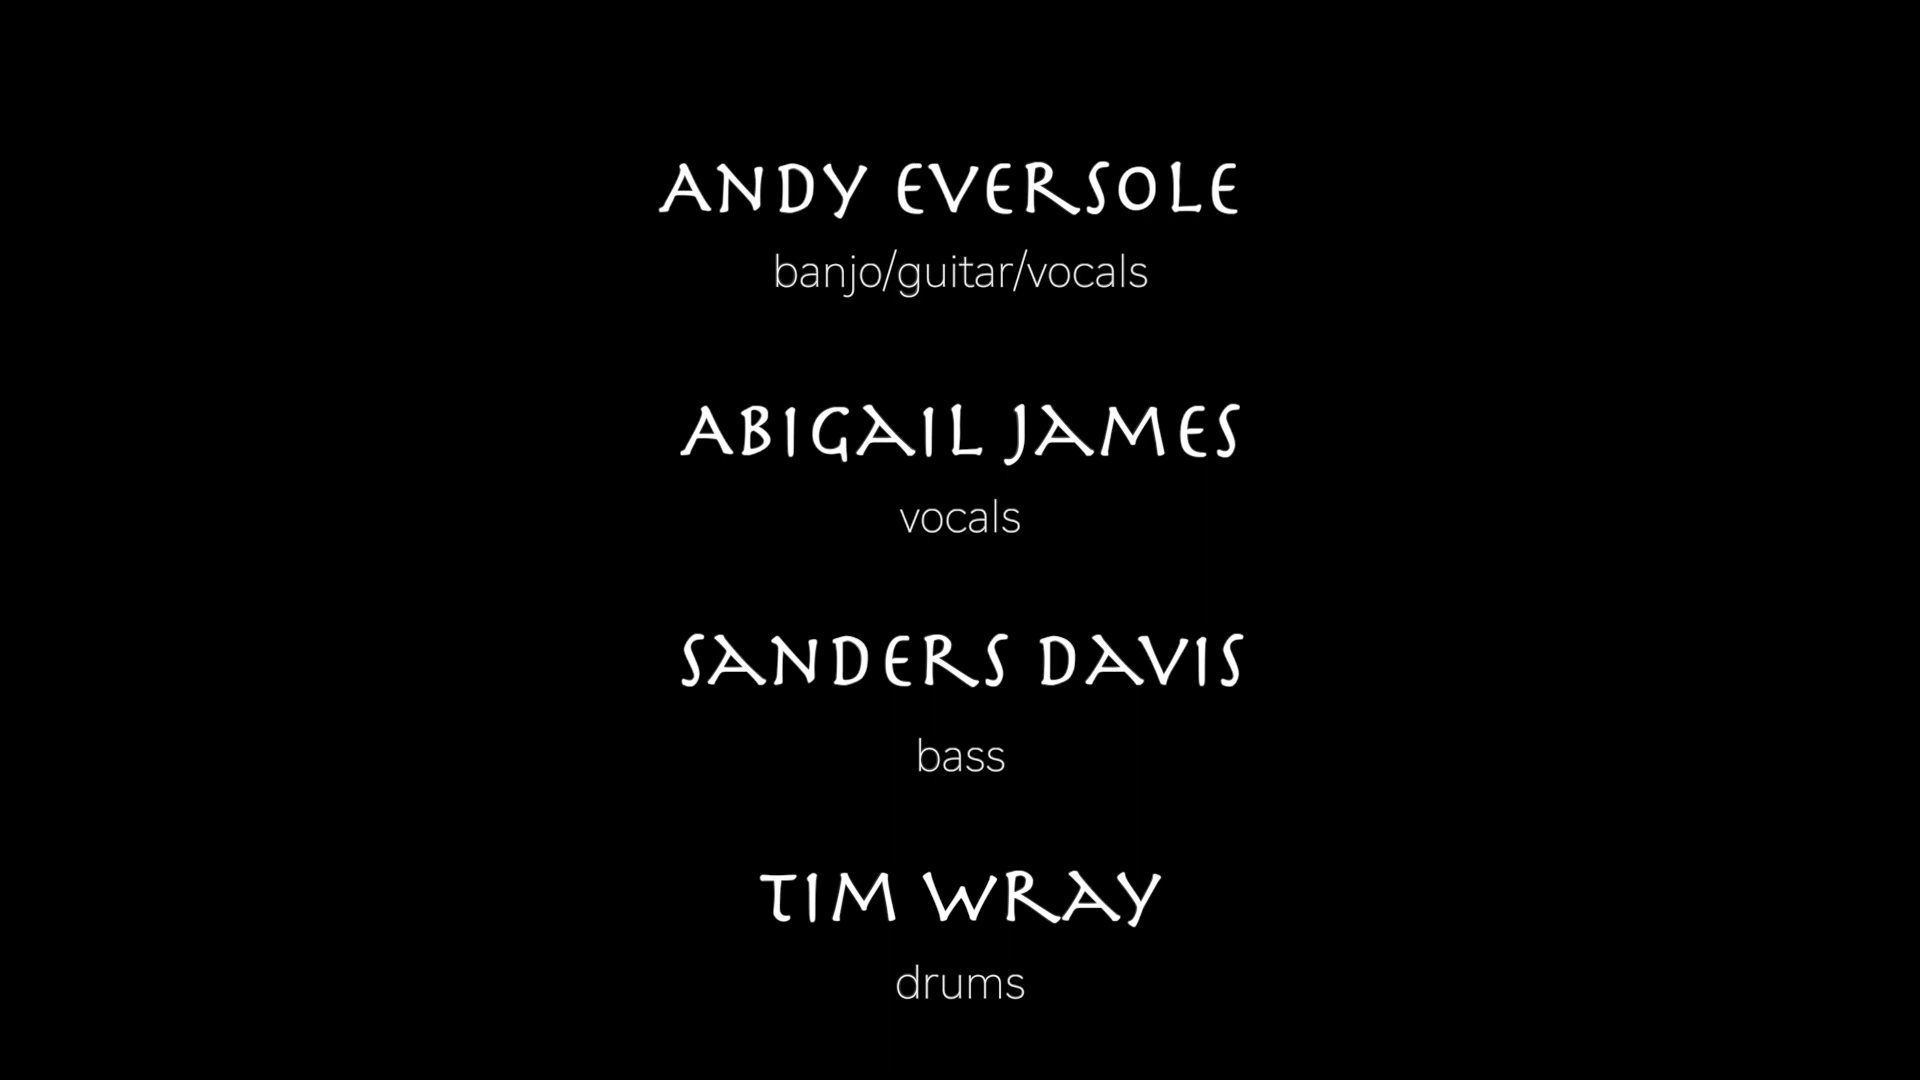 ANDY EVERSOLE
banjo/guitar/vocals
ABIGAIL JAMES
vocals
SANDERS DAVIS
bass
TIM WRAY
drums